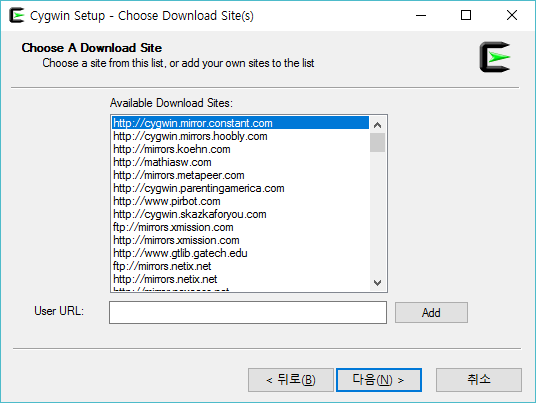 Cygwin Setup - Choose Download Site(s)
Choose A Download Site
Choose a site from this list, or add your own sites to the list
Available Download Sites:
http://cygwin.mirror.constant.com
http://cygwin.mirrors.hoobly.com
http://mirrors.koehn.com
http://mathiasw.com
http://mirrors.metapeer.com
http://cygwin.parentingamerica.com
http://www.pirbot.com
http://cygwin.skazkaforyou.com
ftp://mirrors.xmission.com
http://mirrors.xmission.com
http://www.gtlib.gatech.edu
ftp://mirrors.netix.net
http://mirrors.netix.net
User URL:
Add
< 뒤로(B)
다음(N) >
취소